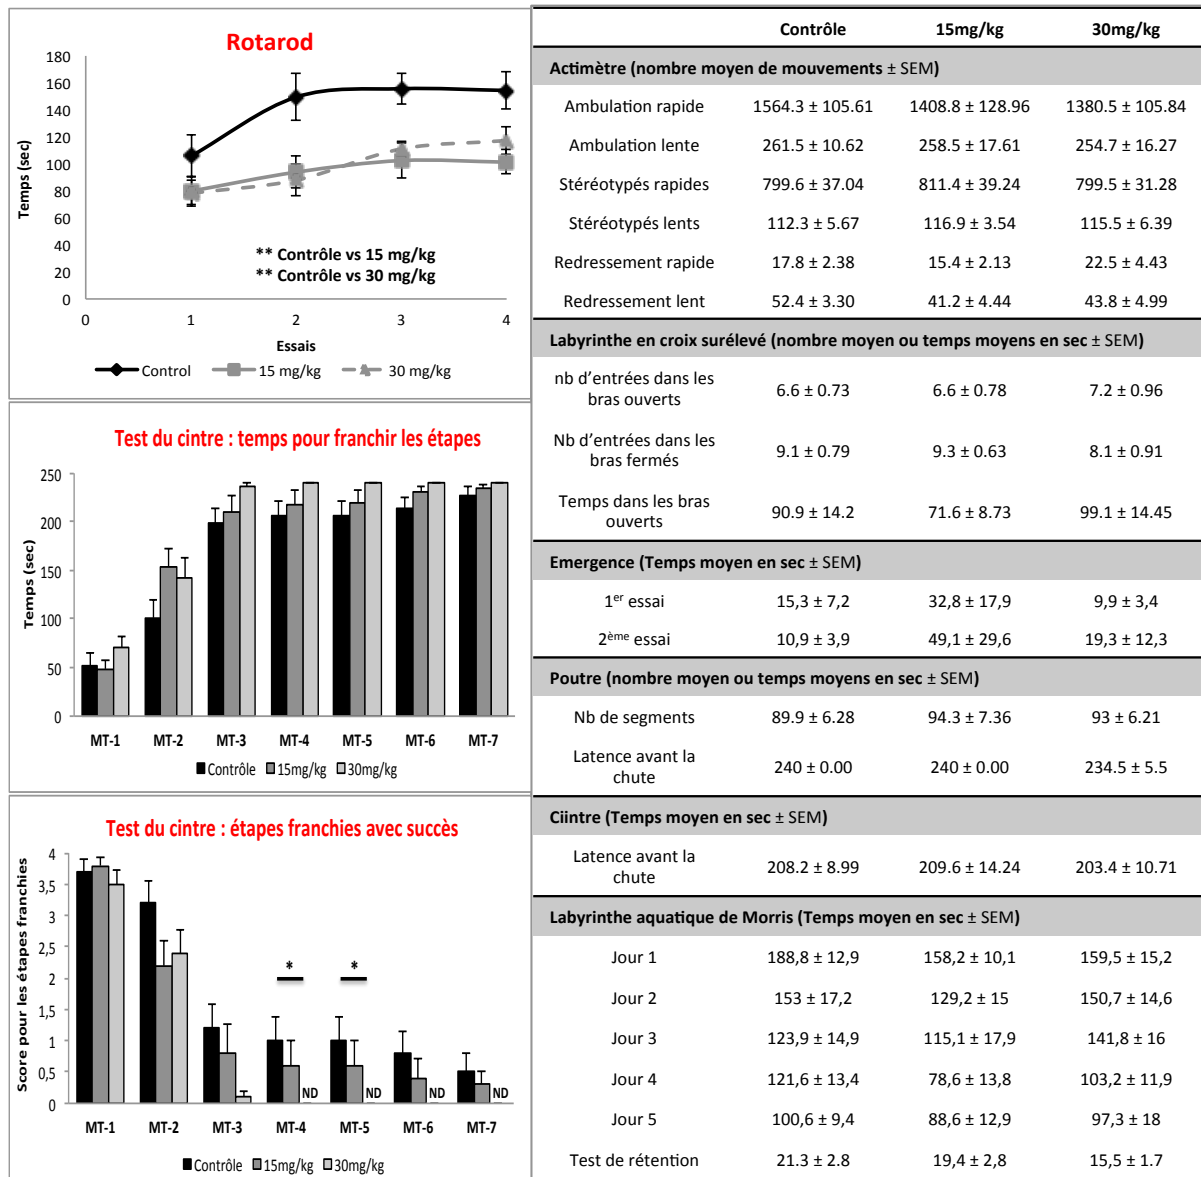 Rotarod
180
160
140
120
100
80
60
40
20
0
Temps (sec)
** Contrôle vs 15 mg/kg
** Contrôle vs 30 mg/kg
0 1 2 3 4
Essais
Control 15 mg/kg 30 mg/kg
Test du cintre : temps pour franchir les étapes
250
200
150
100
50
0
Temps (sec)
MT-1 MT-2 MT-3 MT-4 MT-5 MT-6 MT-7
Contrôle 15mg/kg 30mg/kg
Test du cintre : étapes franchies avec succès
4
3,5
3
2,5
2
1,5
1
0,5
0
Score pour les étapes franchies
* *
ND ND ND ND
MT-1 MT-2 MT-3 MT-4 MT-5 MT-6 MT-7
Contrôle 15mg/kg 30mg/kg
Contrôle 15mg/kg 30mg/kg
Actimètre (nombre moyen de mouvements ± SEM)
Ambulation rapide 1564.3 ± 105.61 1408.8 ± 128.96 1380.5 ± 105.84
Ambulation lente 261.5 ± 10.62 258.5 ± 17.61 254.7 ± 16.27
Stéréotypés rapides 799.6 ± 37.04 811.4 ± 39.24 799.5 ± 31.28
Stéréotypés lents 112.3 ± 5.67 116.9 ± 3.54 115.5 ± 6.39
Redressement rapide 17.8 ± 2.38 15.4 ± 2.13 22.5 ± 4.43
Redressement lent 52.4 ± 3.30 41.2 ± 4.44 43.8 ± 4.99
Labyrinthe en croix surélevé (nombre moyen ou temps moyens en sec ± SEM)
nb d'entrées dans les
bras ouverts 6.6 ± 0.73 6.6 ± 0.78 7.2 ± 0.96
Nb d'entrées dans les
bras fermés 9.1 ± 0.79 9.3 ± 0.63 8.1 ± 0.91
Temps dans les bras
ouverts 90.9 ± 14.2 71.6 ± 8.73 99.1 ± 14.45
Emergence (Temps moyen en sec ± SEM)
1er essai 15,3 ± 7,2 32,8 ± 17,9 9,9 ± 3,4
2ème essai 10,9 ± 3,9 49,1 ± 29,6 19,3 ± 12,3
Poutre (nombre moyen ou temps moyens en sec ± SEM)
Nb de segments 89.9 ± 6.28 94.3 ± 7.36 93 ± 6.21
Latence avant la
chute 240 ± 0.00 240 ± 0.00 234.5 ± 5.5
Ciintre (Temps moyen en sec ± SEM)
Latence avant la
chute 208.2 ± 8.99 209.6 ± 14.24 203.4 ± 10.71
Labyrinthe aquatique de Morris (Temps moyen en sec ± SEM)
Jour 1 188,8 ± 12,9 158,2 ± 10,1 159,5 ± 15,2
Jour 2 153 ± 17,2 129,2 ± 15 150,7 ± 14,6
Jour 3 123,9 ± 14,9 115,1 ± 17,9 141,8 ± 16
Jour 4 121,6 ± 13,4 78,6 ± 13,8 103,2 ± 11,9
Jour 5 100,6 ± 9,4 88,6 ± 12,9 97,3 ± 18
Test de rétention 21.3 ± 2.8 19,4 ± 2,8 15,5 ± 1.7